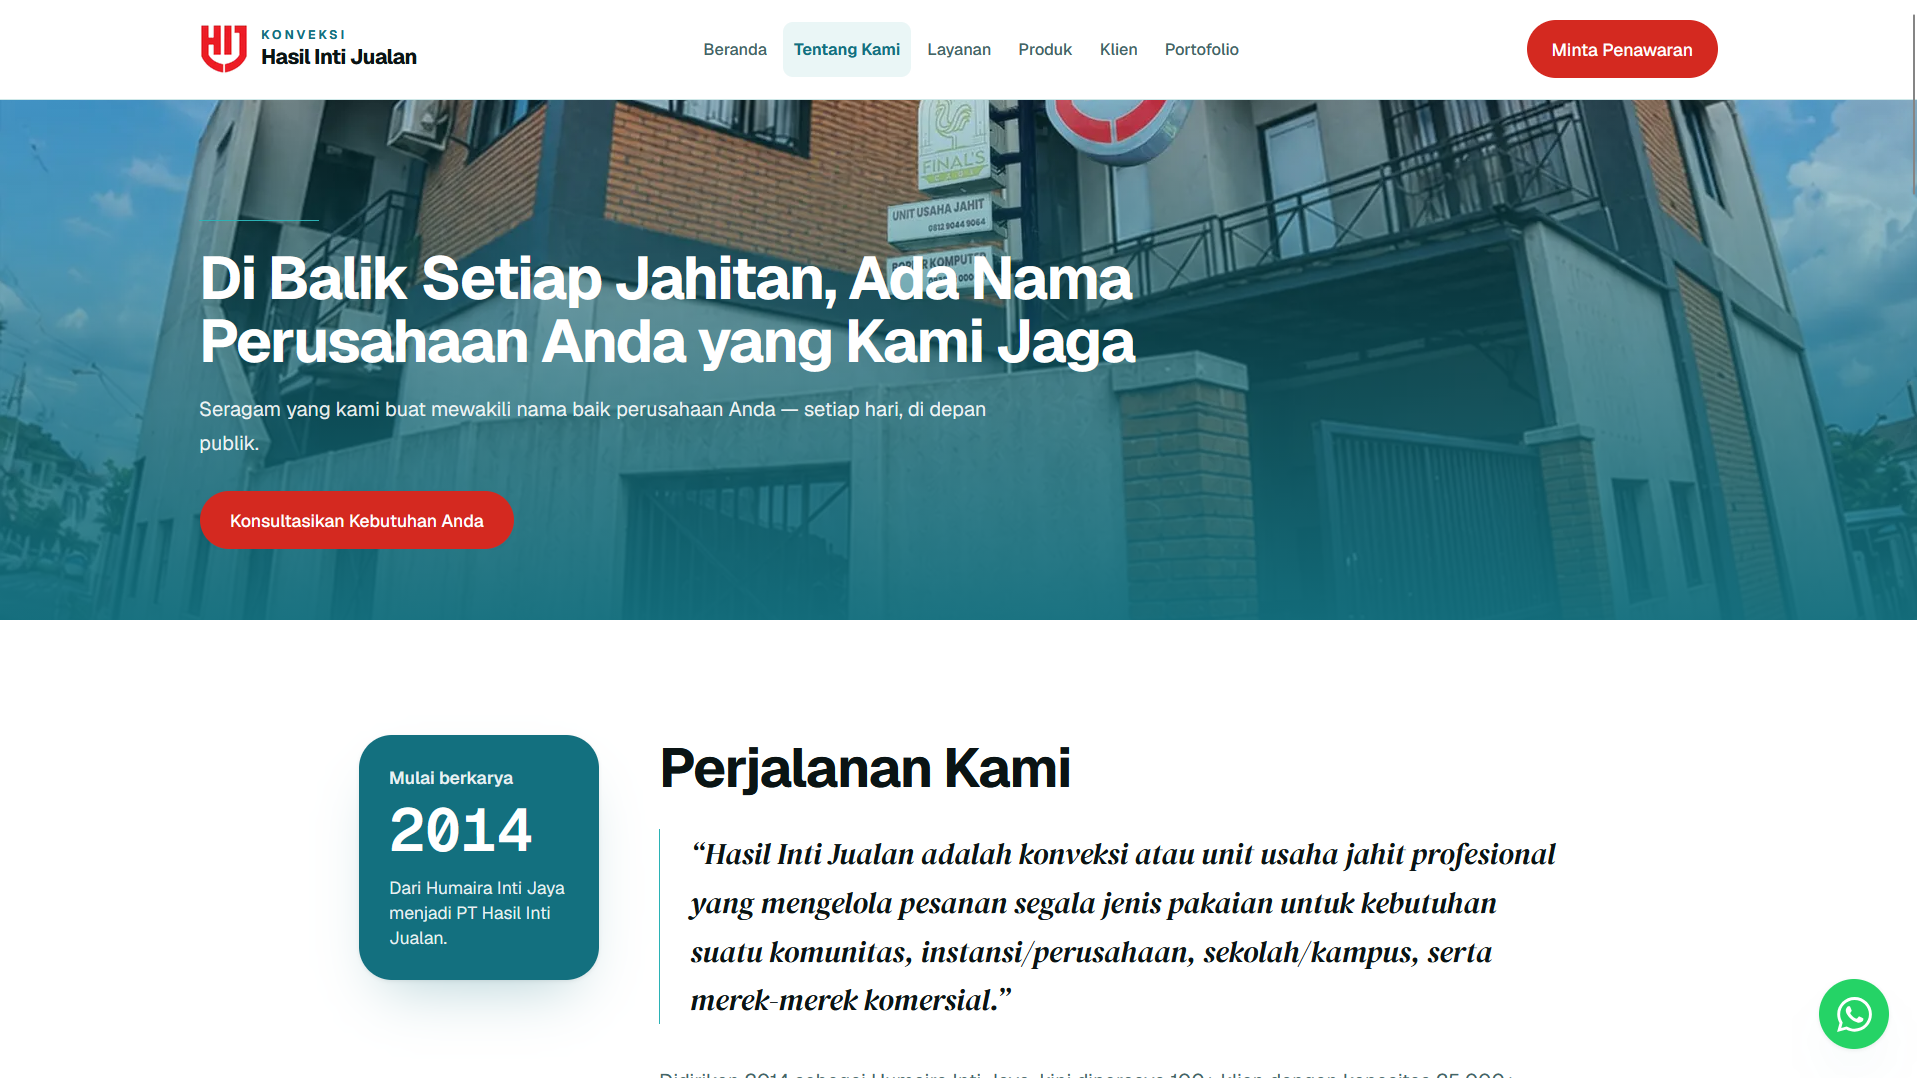 KONVEKSI
Hasil Inti Jualan
Beranda
Tentang Kami
Layanan
Produk
Klien
Portofolio
Minta Penawaran
FINAL'S
UNIT USAHA JAHIT
0812 9044 9064
Di Balik Setiap Jahitan, Ada Nama
Perusahaan Anda yang Kami Jaga
Seragam yang kami buat mewakili nama baik perusahaan Anda — setiap hari, di depan
publik.
Konsultasikan Kebutuhan Anda
Mulai berkarya
2014
Dari Humaira Inti Jaya
menjadi PT Hasil Inti
Jualan.
Perjalanan Kami
“Hasil Inti Jualan adalah konveksi atau unit usaha jahit profesional
yang mengelola pesanan segala jenis pakaian untuk kebutuhan
suatu komunitas, instansi/perusahaan, sekolah/kampus, serta
merek-merek komersial.”